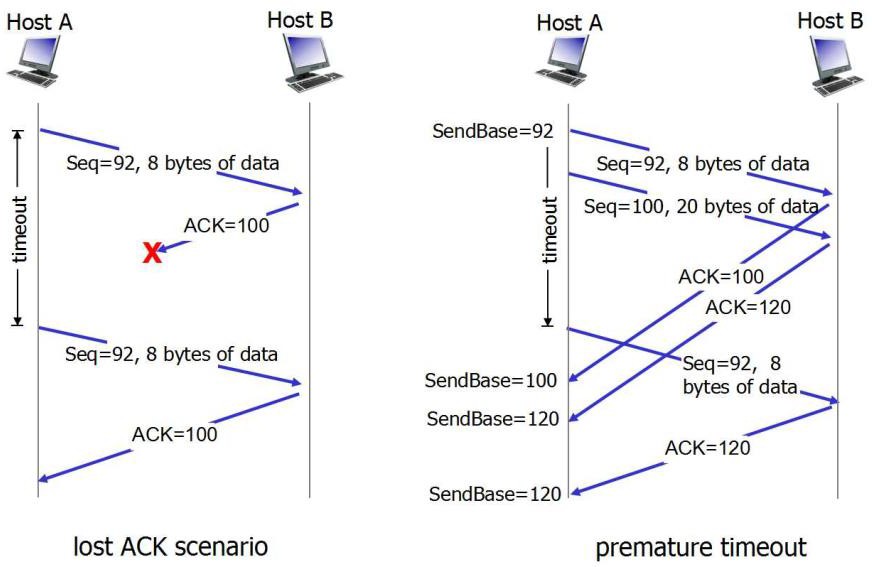 Host A
Host B
Seq=92, 8 bytes of data
ACK=100
X
timeout
Seq=92, 8 bytes of data
ACK=100
lost ACK scenario
Host A
Host B
SendBase=92
Seq=92, 8 bytes of data
Seq=100, 20 bytes of data
timeout
ACK=100
ACK=120
Seq=92, 8
bytes of data
SendBase=100
SendBase=120
ACK=120
SendBase=120
premature timeout